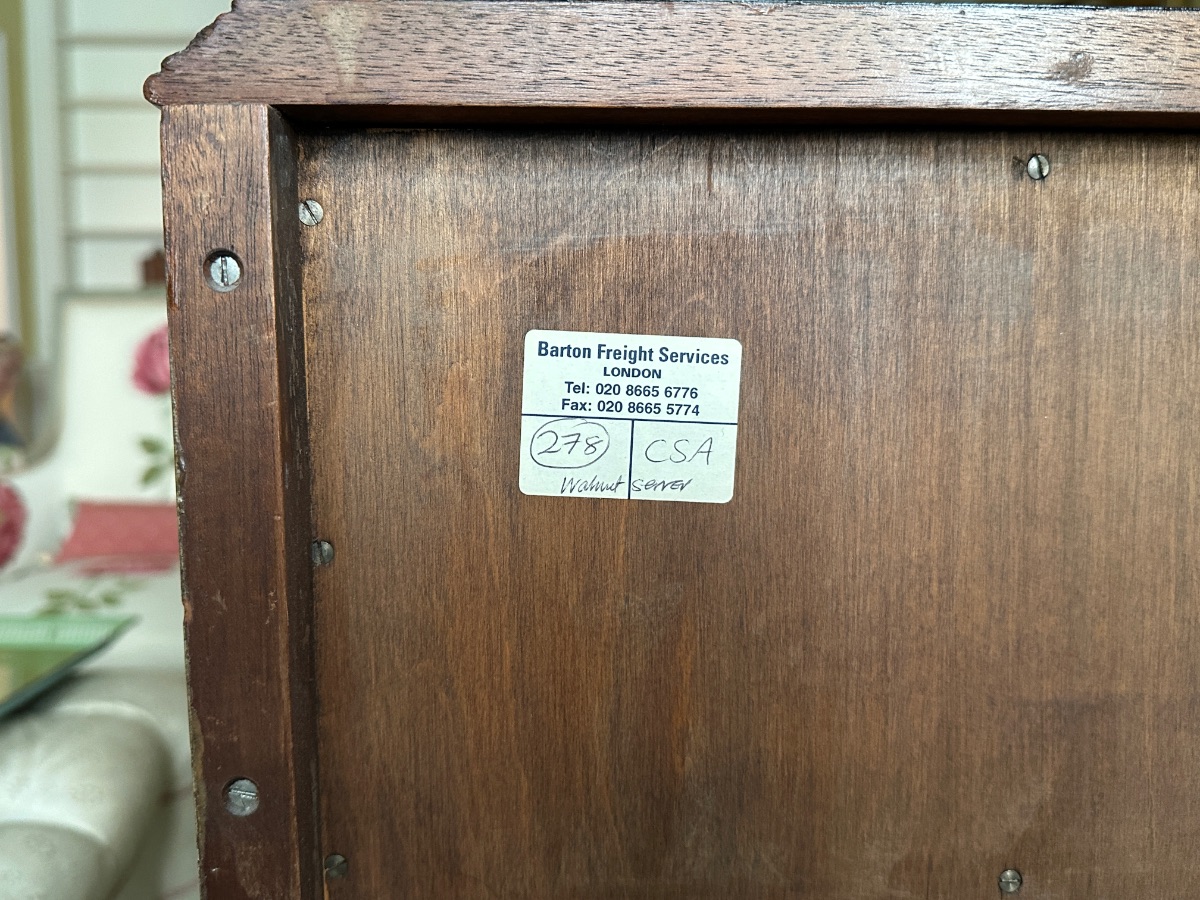 Barton Freight Services
LONDON
Tel: 020 8665 6776
Fax: 020 8665 5774
278
CSA
Walnut server